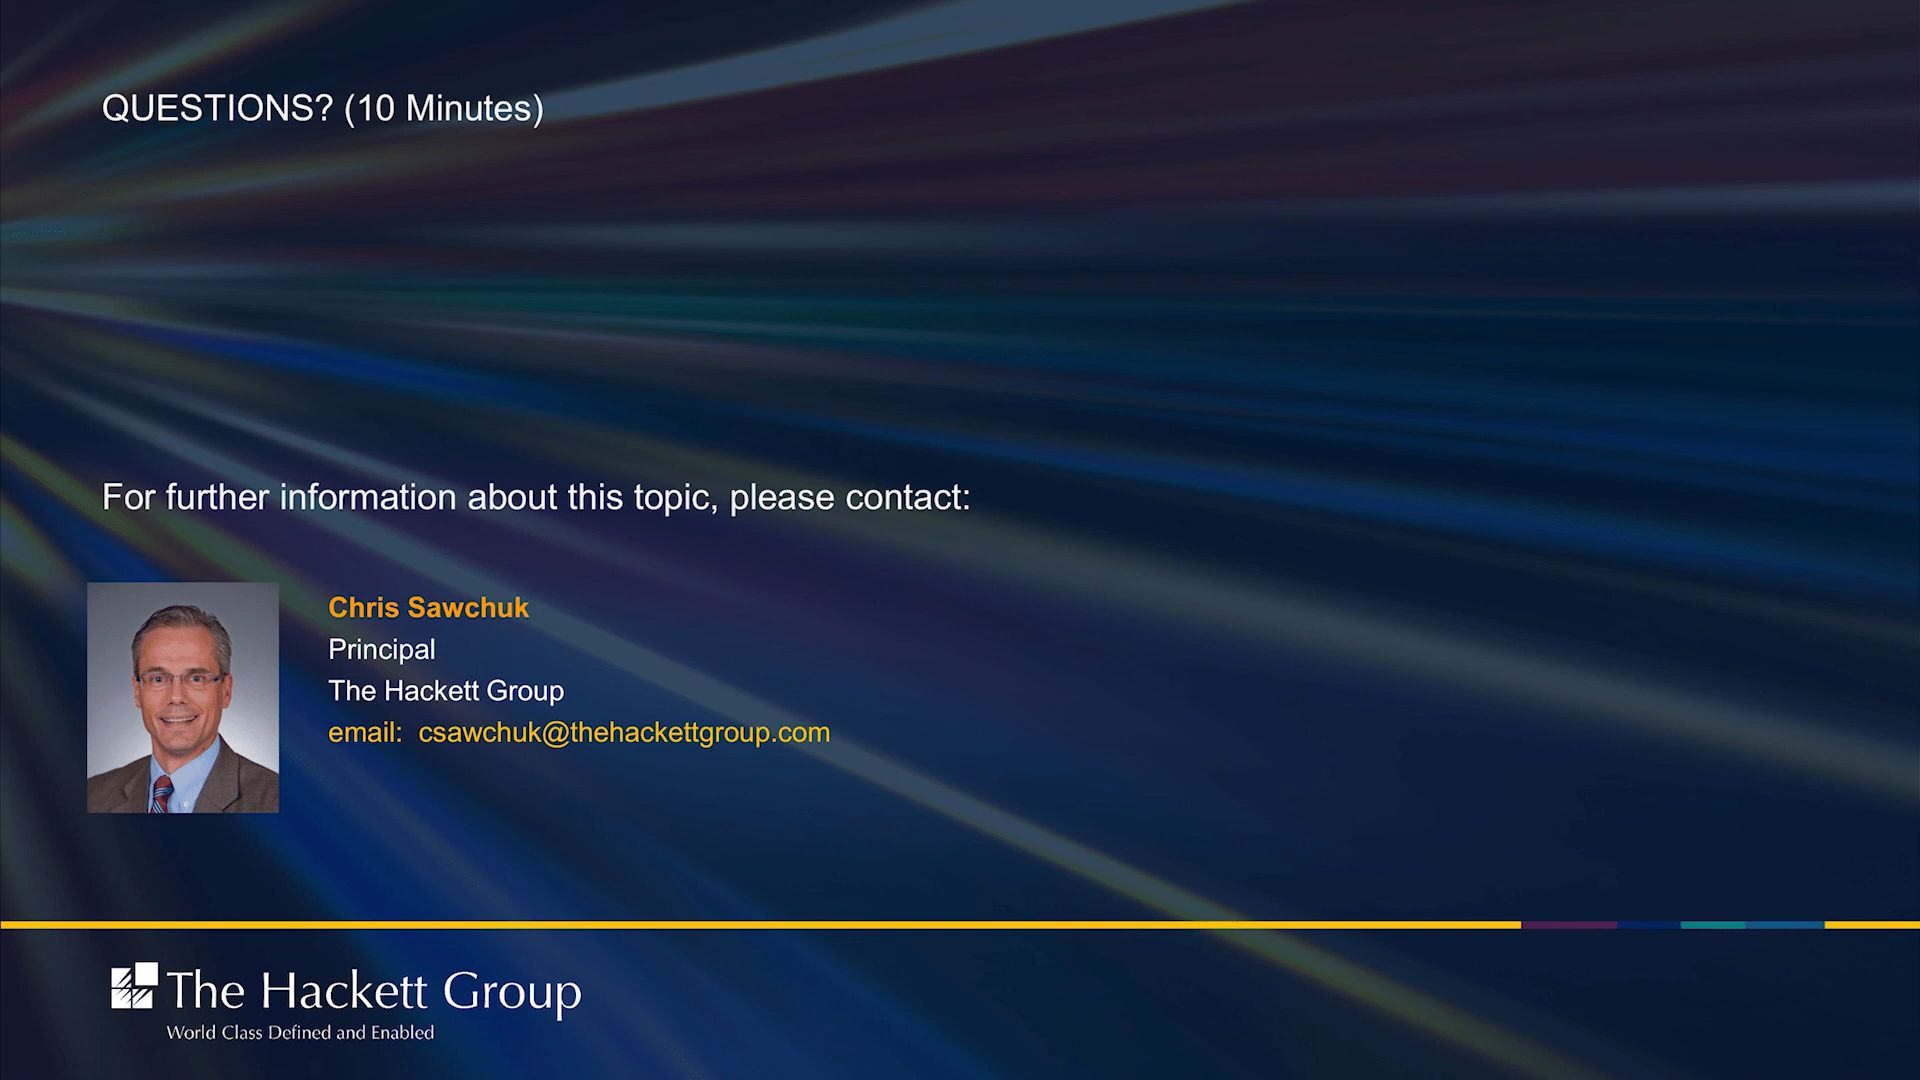 QUESTIONS? (10 Minutes)
For further information about this topic, please contact:
Chris Sawchuk
Principal
The Hackett Group
email:  csawchuk@thehackettgroup.com
The Hackett Group
World Class Defined and Enabled